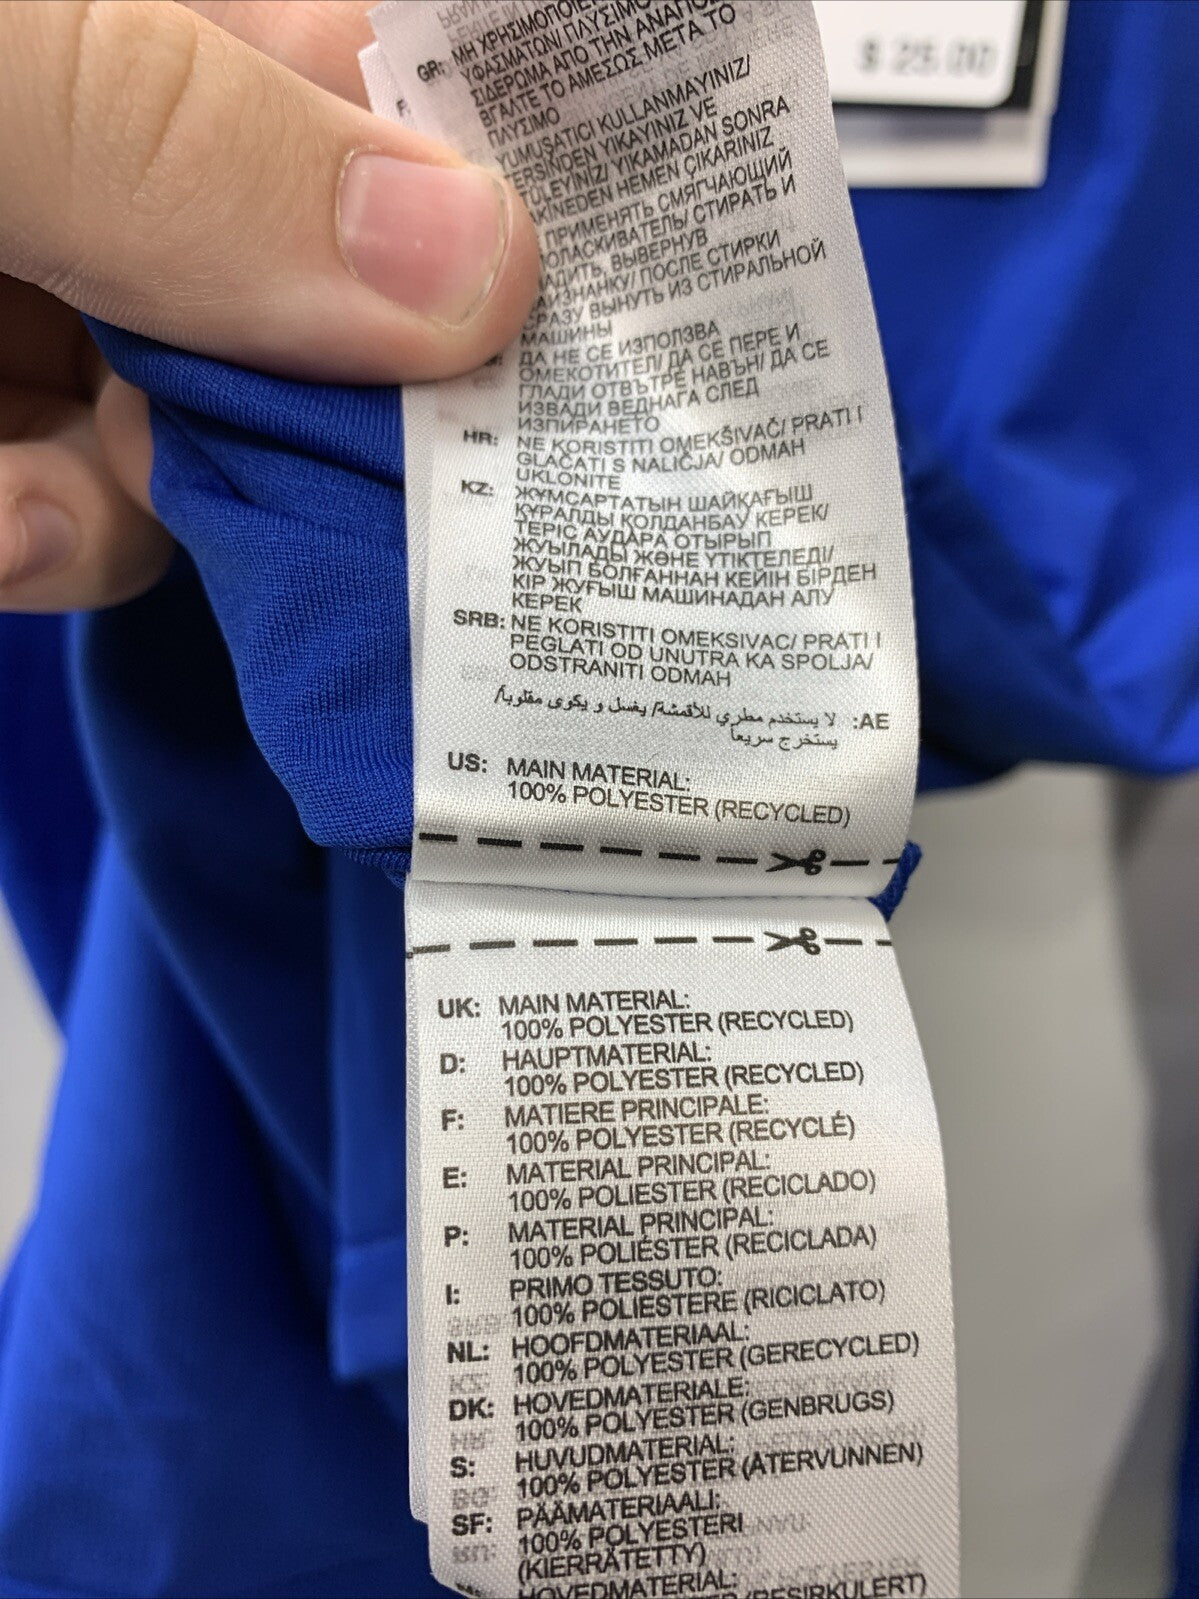 $ 25.00
GR: ΜΗ ΧΡΗΣΙΜΟΠΟΙΕΙΤΕ
ΥΦΑΣΜΑΤΩΝ/ ΠΛΥΣΙΜΟ
ΣΙΔΕΡΩΜΑ ΑΠΟ ΤΗΝ ΑΝΑΠΟΔΗ
ΒΓΑΛΤΕ ΤΟ ΑΜΕΣΩΣ ΜΕΤΑ ΤΟ
ΠΛΥΣΙΜΟ
YUMUŞATICI KULLANMAYINIZ/
TERSİNDEN YIKAYINIZ VE
ÜTÜLEYİNİZ/ YIKAMADAN SONRA
MAKİNEDEN HEMEN ÇIKARINIZ
ПРИМЕНЯТЬ СМЯГЧАЮЩИЙ
ОПОЛАСКИВАТЕЛЬ/ СТИРАТЬ И
ГЛАДИТЬ, ВЫВЕРНУВ
НАИЗНАНКУ/ ПОСЛЕ СТИРКИ
СРАЗУ ВЫНУТЬ ИЗ СТИРАЛЬНОЙ
МАШИНЫ
ДА НЕ СЕ ИЗПОЛЗВА
ОМЕКОТИТЕЛ/ ДА СЕ ПЕРЕ И
ГЛАДИ ОТВЪТРЕ НАВЪН/ ДА СЕ
ИЗВАДИ ВЕДНАГА СЛЕД
ИЗПИРАНЕТО
HR: NE KORISTITI OMEKŠIVAČ/ PRATI I
GLAČATI S NALIČJA/ ODMAH
UKLONITE
KZ: ЖҰМСАРТАТЫН ШАЙҚАҒЫШ
ҚҰРАЛДЫ ҚОЛДАНБАУ КЕРЕК/
ТЕРІС АУДАРА ОТЫРЫП
ЖУЫЛАДЫ ЖӘНЕ ҮТІКТЕЛЕДІ/
ЖУЫП БОЛҒАННАН КЕЙІН БІРДЕН
КІР ЖУҒЫШ МАШИНАДАН АЛУ
КЕРЕК
SRB: NE KORISTITI OMEKSIVAC/ PRATI I
PEGLATI OD UNUTRA KA SPOLJA/
ODSTRANITI ODMAH
AE: لا يستخدم مطري للأقمشة/ يغسل و يكوى مقلوبا/
يستخرج سريعاً
US: MAIN MATERIAL:
100% POLYESTER (RECYCLED)
UK: MAIN MATERIAL:
100% POLYESTER (RECYCLED)
D: HAUPTMATERIAL:
100% POLYESTER (RECYCLED)
F: MATIERE PRINCIPALE:
100% POLYESTER (RECYCLÉ)
E: MATERIAL PRINCIPAL:
100% POLIESTER (RECICLADO)
P: MATERIAL PRINCIPAL:
100% POLIÉSTER (RECICLADA)
I: PRIMO TESSUTO:
100% POLIESTERE (RICICLATO)
NL: HOOFDMATERIAAL:
100% POLYESTER (GERECYCLED)
DK: HOVEDMATERIALE:
100% POLYESTER (GENBRUGS)
S: HUVUDMATERIAL:
100% POLYESTER (ÅTERVUNNEN)
SF: PÄÄMATERIAALI:
100% POLYESTERI
(KIERRÄTETTY)
HOVEDMATERIAL:
(RESIRKULERT)